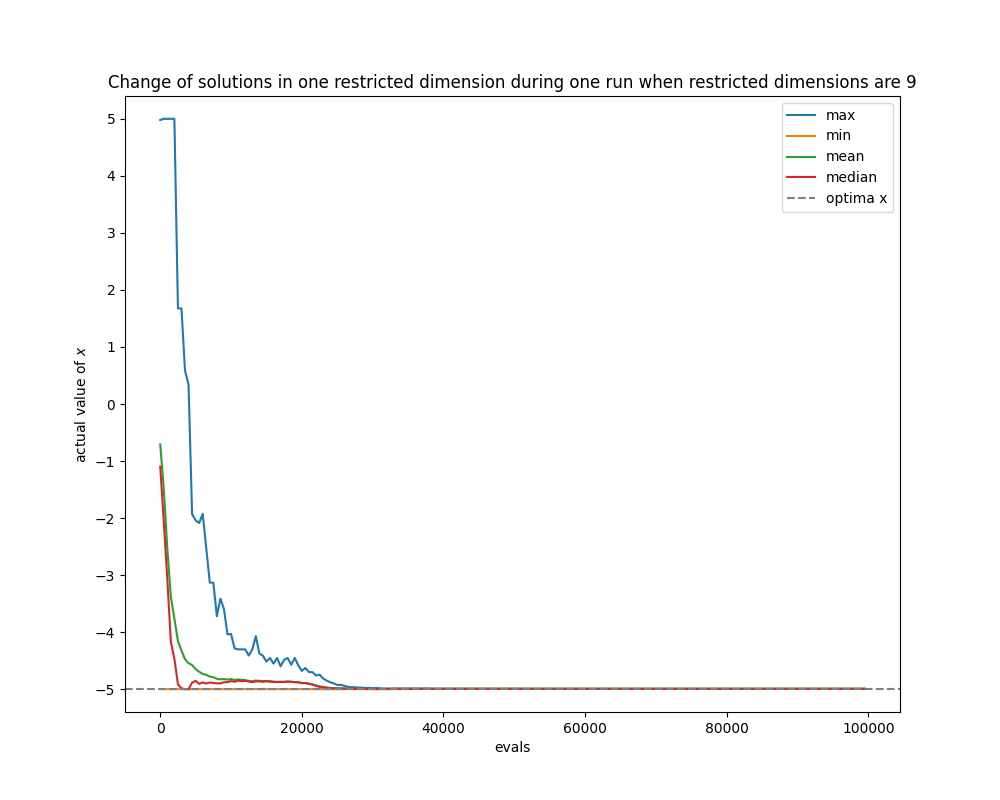 Change of solutions in one restricted dimension during one run when restricted dimensions are 9
max
min
mean
median
optima x
5
4
3
2
1
0
−1
−2
−3
−4
−5
actual value of x
0
20000
40000
60000
80000
100000
evals